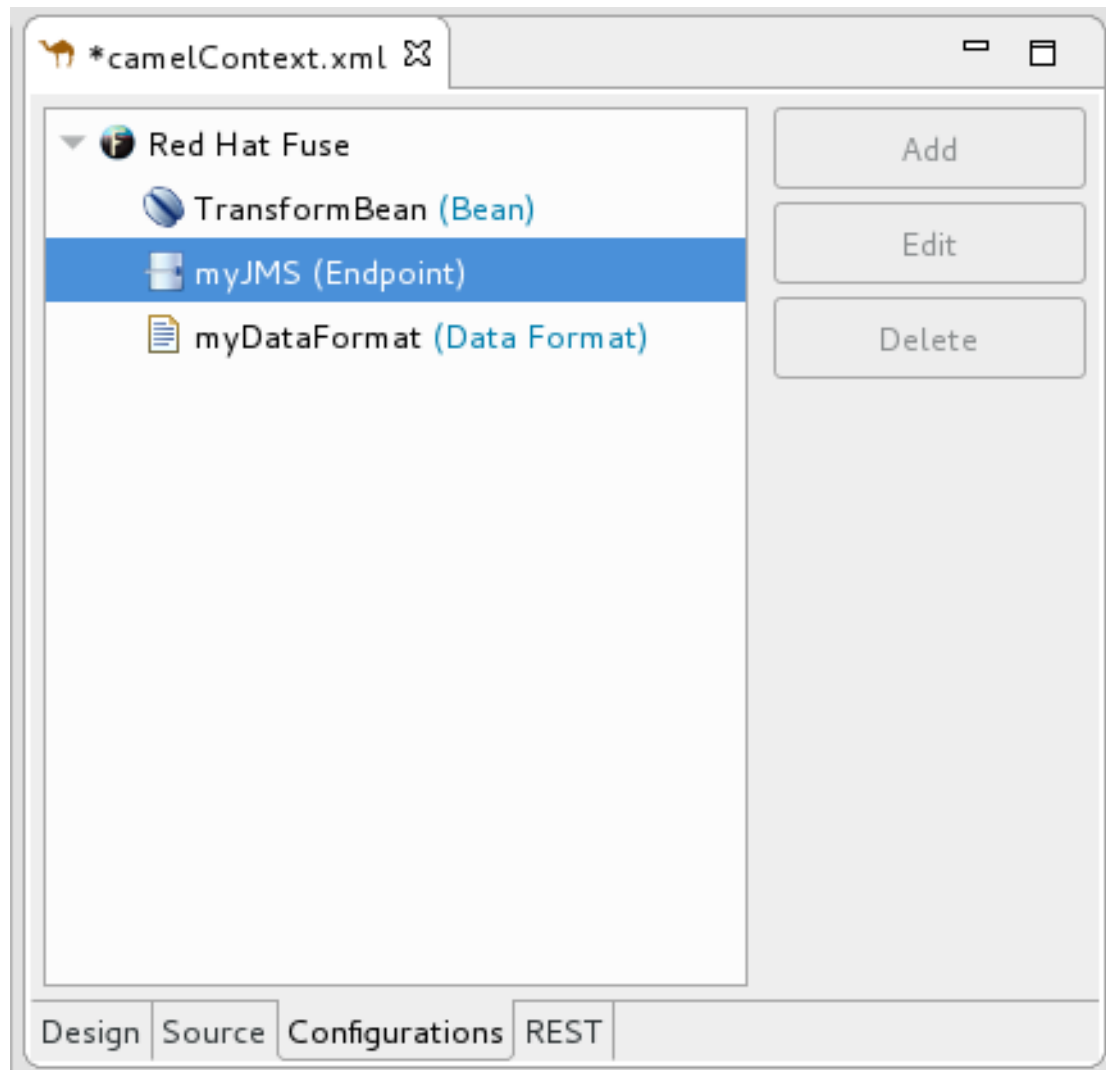 *camelContext.xml
Red Hat Fuse
TransformBean (Bean)
myJMS (Endpoint)
myDataFormat (Data Format)
Add
Edit
Delete
Design Source Configurations REST